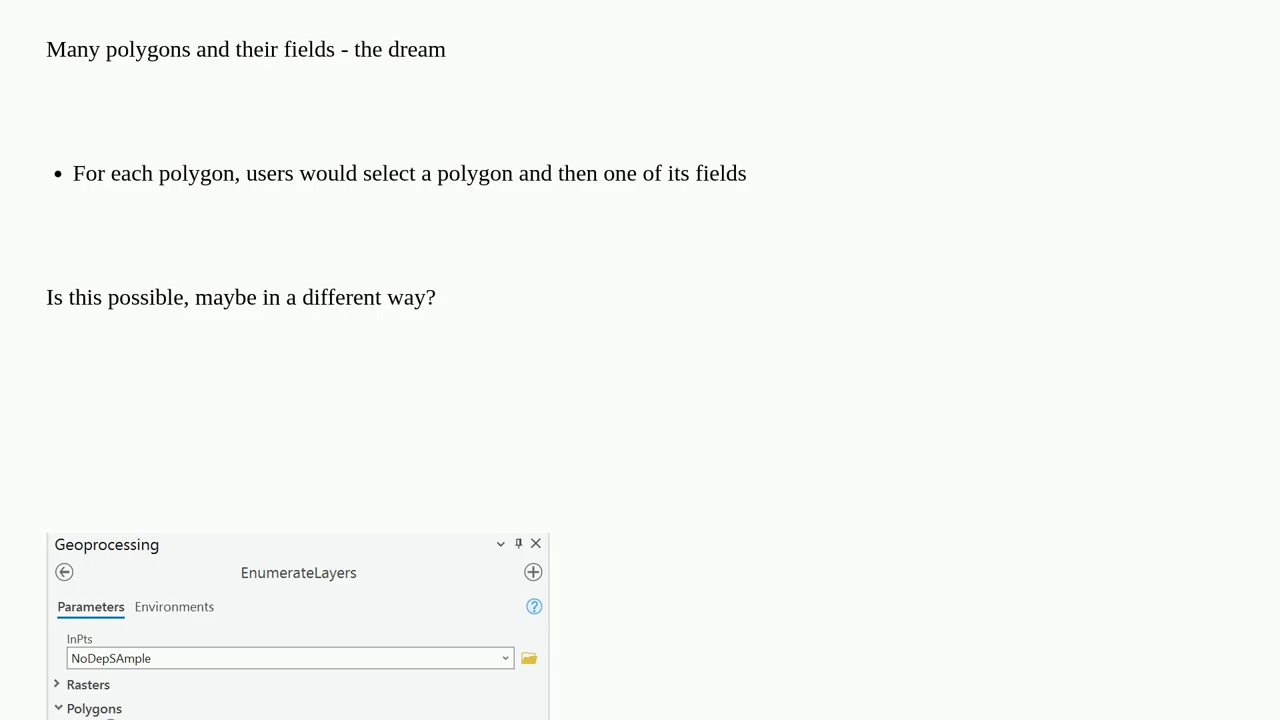 Many polygons and their fields - the dream
• For each polygon, users would select a polygon and then one of its fields
Is this possible, maybe in a different way?
Geoprocessing
EnumerateLayers
Parameters Environments
InPts
NoDepSAmple
Rasters
Polygons